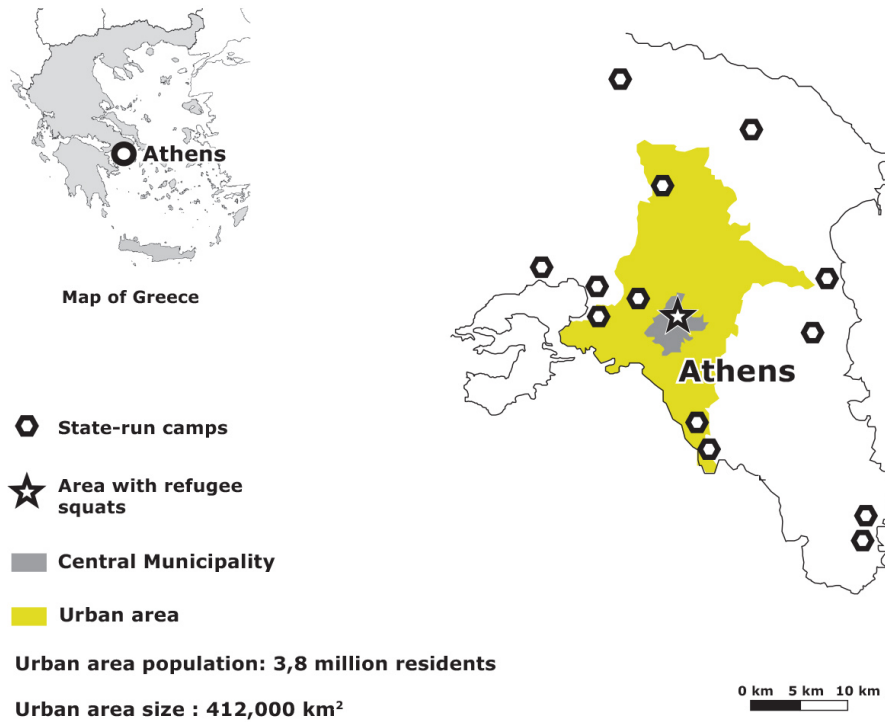 Athens
Map of Greece
State-run camps
Area with refugee
squats
Central Municipality
Urban area
Urban area population: 3,8 million residents
Urban area size : 412,000 km²
Athens
0 km 5 km 10 km